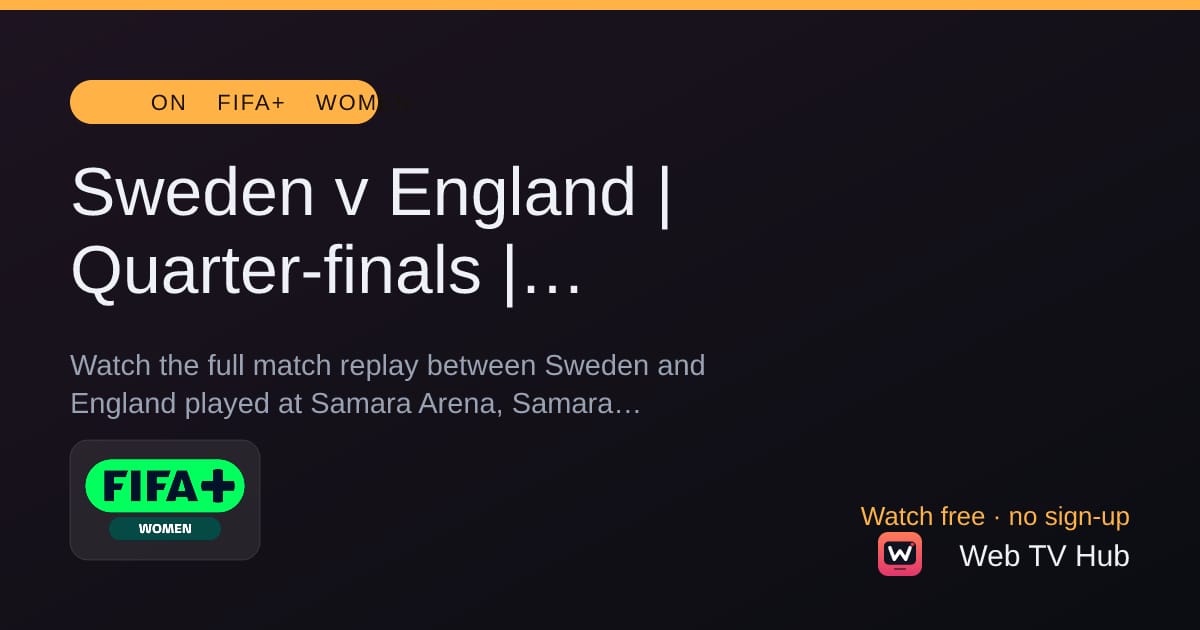 ON FIFA+ WOMEN
Sweden v England |
Quarter-finals |…
Watch the full match replay between Sweden and
England played at Samara Arena, Samara…
FIFA+
WOMEN
Watch free · no sign-up
W
Web TV Hub